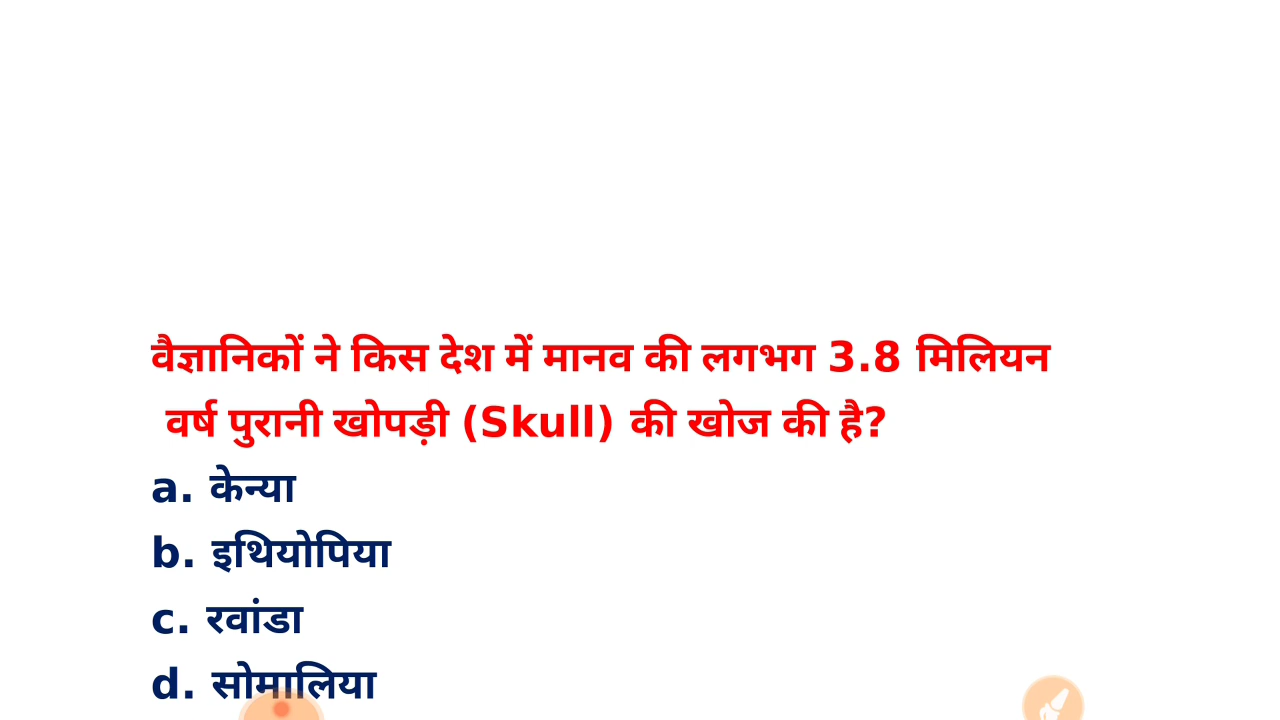 वैज्ञानिकों ने किस देश में मानव की लगभग 3.8 मिलियन
वर्ष पुरानी खोपड़ी (Skull) की खोज की है?
a. केन्या
b. इथियोपिया
c. रवांडा
d. सोमालिया